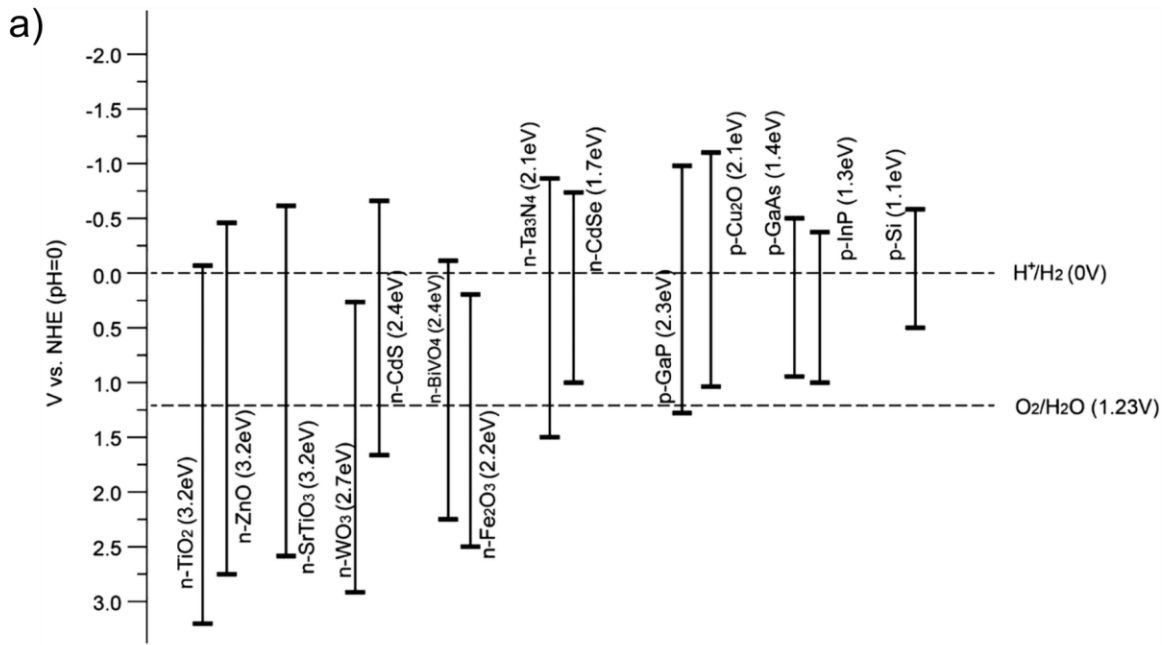 a)
V vs. NHE (pH=0)
-2.0
-1.5
-1.0
-0.5
0.0
0.5
1.0
1.5
2.0
2.5
3.0
n-TiO2 (3.2eV)
n-ZnO (3.2eV)
n-SrTiO3 (3.2eV)
n-WO3 (2.7eV)
n-CdS (2.4eV)
n-BiVO4 (2.4eV)
n-Fe2O3 (2.2eV)
n-Ta3N4 (2.1eV)
n-CdSe (1.7eV)
p-GaP (2.3eV)
p-Cu2O (2.1eV)
p-GaAs (1.4eV)
p-InP (1.3eV)
p-Si (1.1eV)
H+/H2 (0V)
O2/H2O (1.23V)